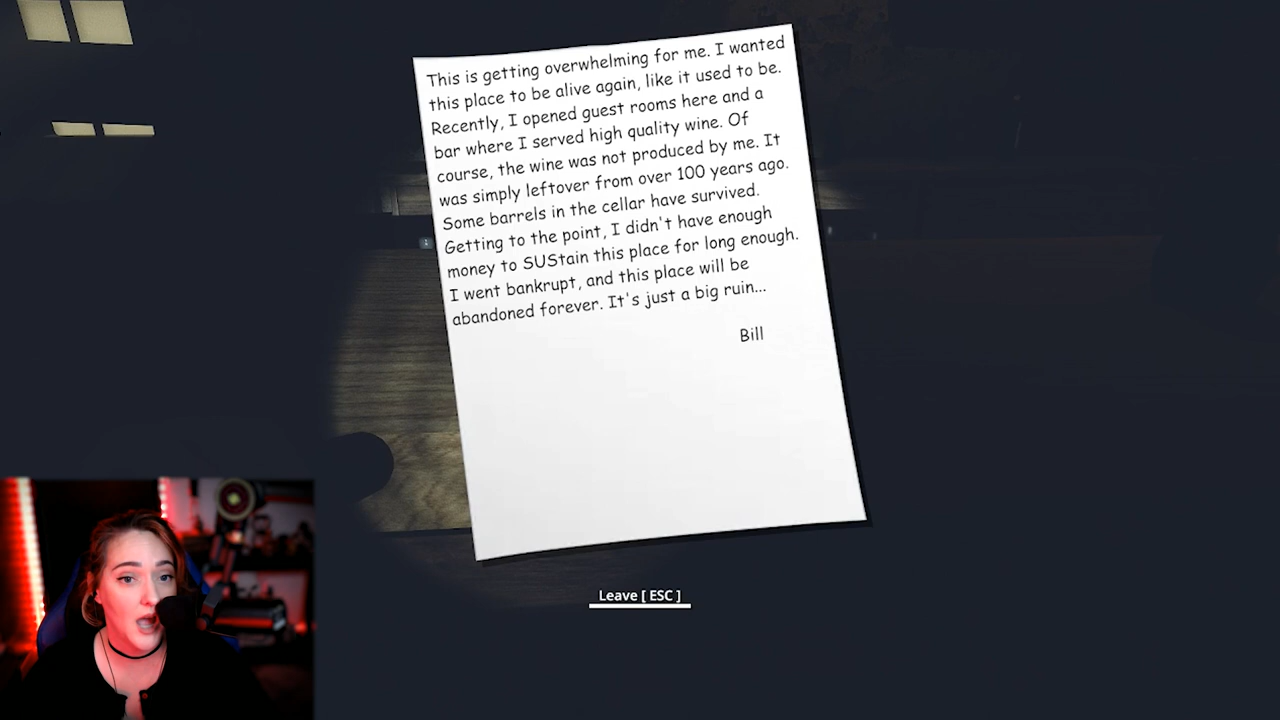 This is getting overwhelming for me. I wanted
this place to be alive again, like it used to be.
Recently, I opened guest rooms here and a
bar where I served high quality wine. Of
course, the wine was not produced by me. It
was simply leftover from over 100 years ago.
Some barrels in the cellar have survived.
Getting to the point, I didn't have enough
money to SUStain this place for long enough.
I went bankrupt, and this place will be
abandoned forever. It's just a big ruin...
Bill
Leave [ ESC ]